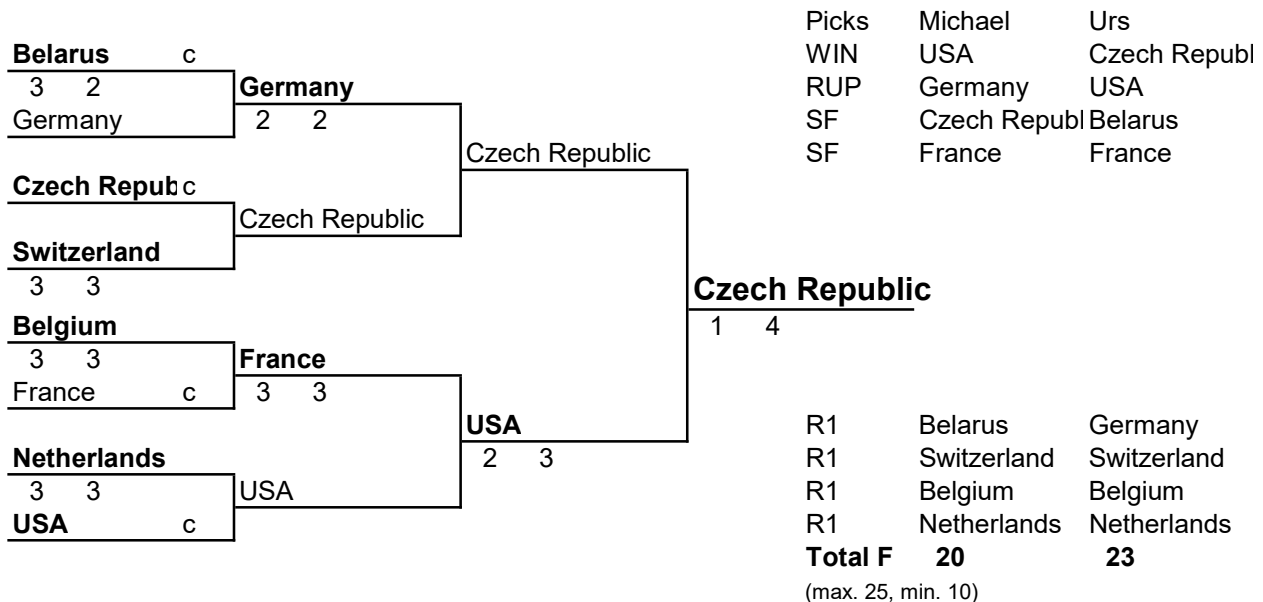 Picks Michael Urs
Belarus c
WIN USA Czech Republ
3 2
Germany
RUP Germany USA
Germany
2 2
SF Czech Republ Belarus
Czech Republic
SF France France
Czech Repub c
Czech Republic
Switzerland
3 3
Czech Republic
Belgium
1 4
3 3
France
France c
3 3
USA
R1 Belarus Germany
Netherlands
2 3
R1 Switzerland Switzerland
3 3
USA
R1 Belgium Belgium
USA c
R1 Netherlands Netherlands
Total F 20 23
(max. 25, min. 10)